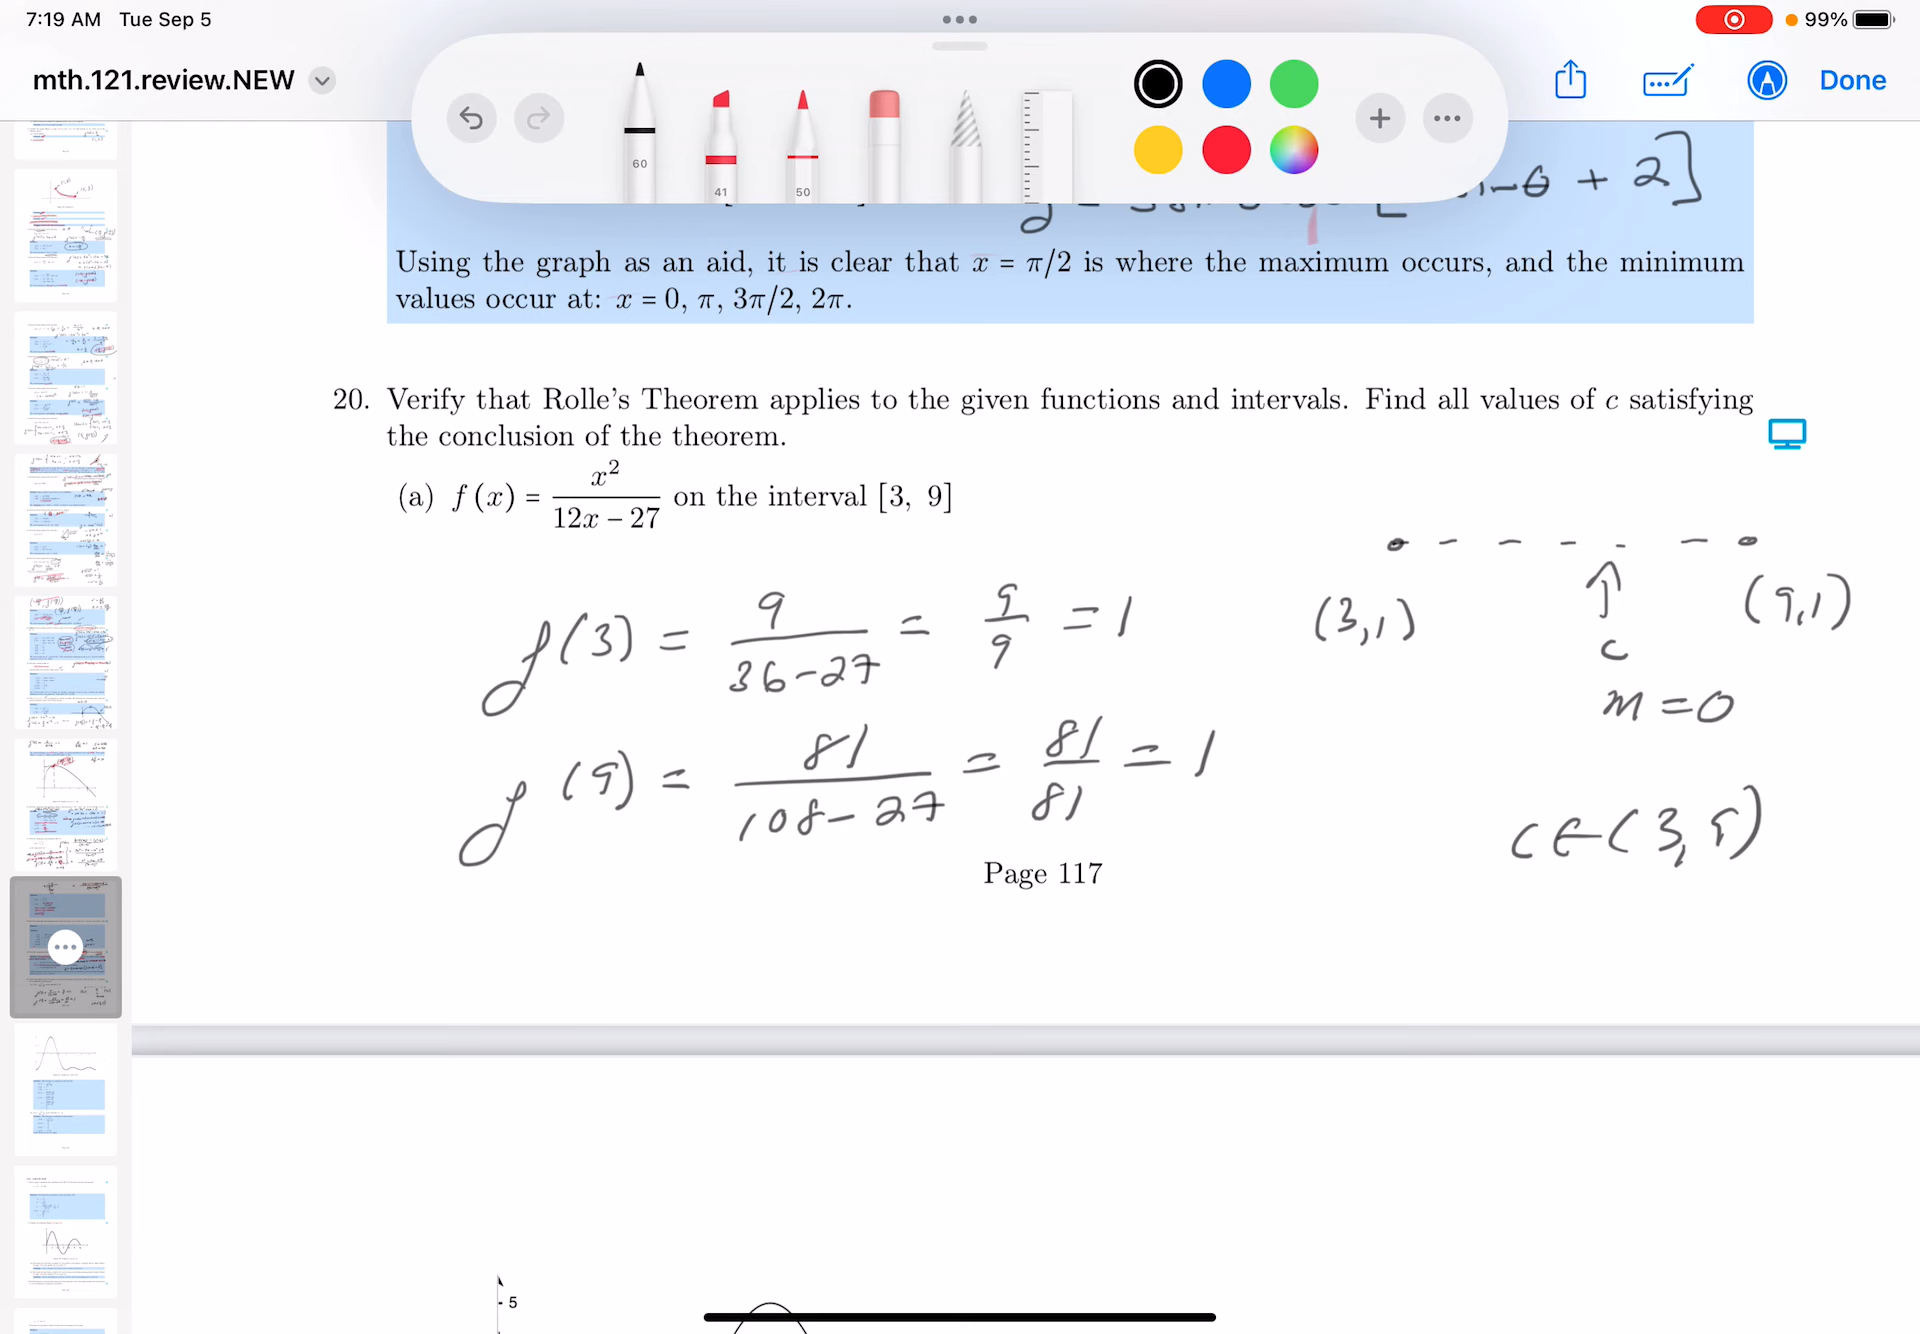 7:19 AM Tue Sep 5
99%
mth.121.review.NEW
Done
60
41
50
θ + 2]
Using the graph as an aid, it is clear that x = π/2 is where the maximum occurs, and the minimum
values occur at: x = 0, π, 3π/2, 2π.
20. Verify that Rolle's Theorem applies to the given functions and intervals. Find all values of c satisfying
the conclusion of the theorem.
(a) f(x) = x²/(12x − 27) on the interval [3, 9]
f(3) = 9/(36−27) = 9/9 = 1
(3,1)
(9,1)
c
m = 0
f(9) = 81/(108−27) = 81/81 = 1
c ∈ (3, 9)
Page 117
5